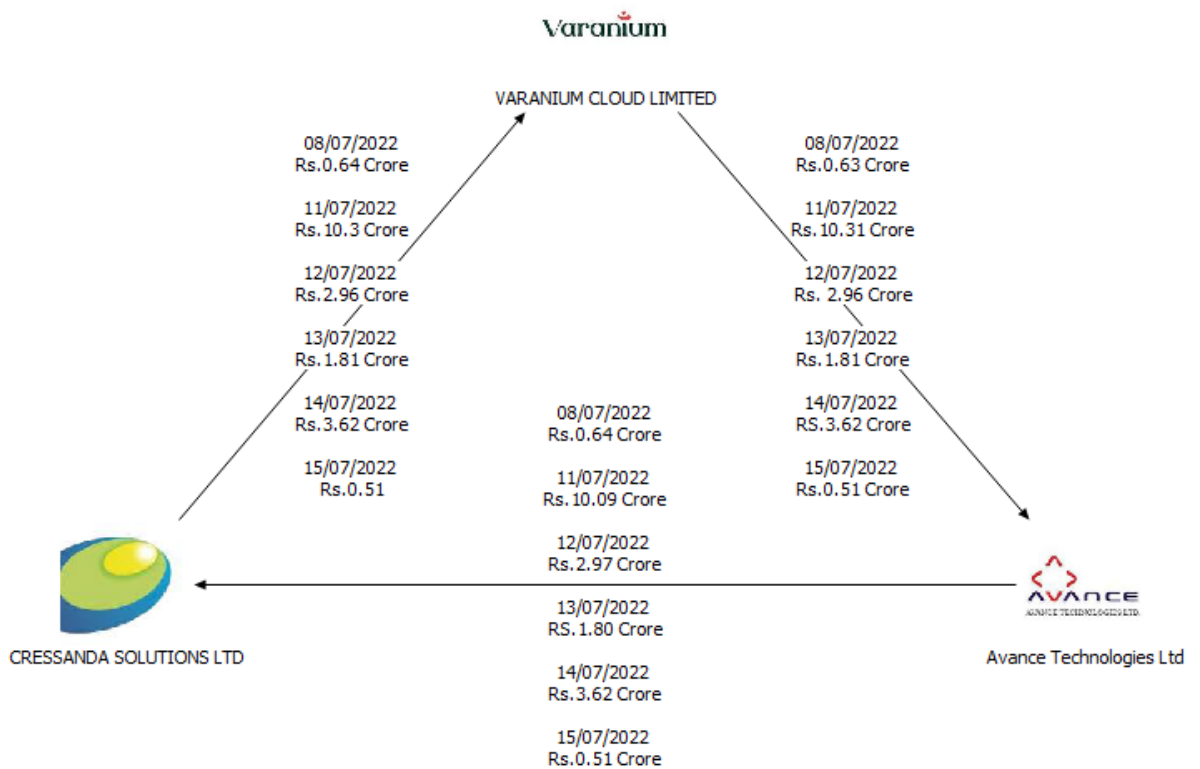 Varanium
VARANIUM CLOUD LIMITED
08/07/2022
Rs.0.64 Crore
11/07/2022
Rs.10.3 Crore
12/07/2022
Rs.2.96 Crore
13/07/2022
Rs.1.81 Crore
14/07/2022
Rs.3.62 Crore
15/07/2022
Rs.0.51
08/07/2022
Rs.0.63 Crore
11/07/2022
Rs.10.31 Crore
12/07/2022
Rs. 2.96 Crore
13/07/2022
Rs.1.81 Crore
14/07/2022
RS.3.62 Crore
15/07/2022
Rs.0.51 Crore
08/07/2022
Rs.0.64 Crore
11/07/2022
Rs.10.09 Crore
12/07/2022
Rs.2.97 Crore
13/07/2022
RS.1.80 Crore
14/07/2022
Rs.3.62 Crore
15/07/2022
Rs.0.51 Crore
CRESSANDA SOLUTIONS LTD
AVANCE
AVANCE TECHNOLOGIES LTD.
Avance Technologies Ltd